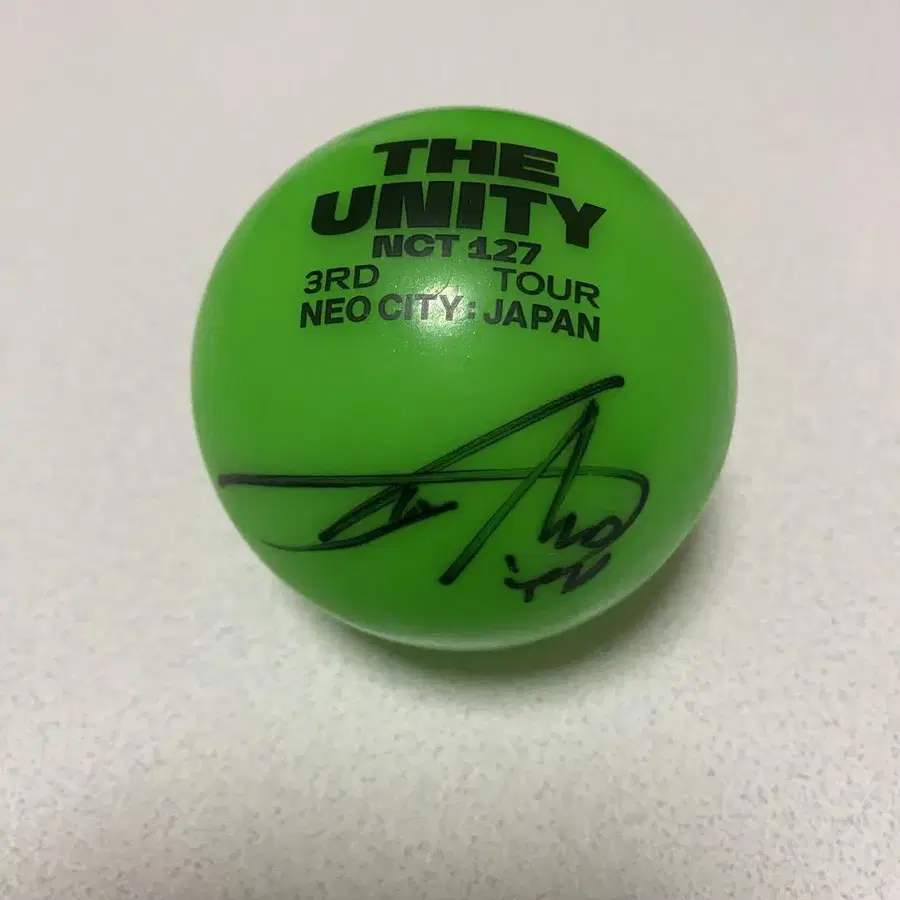 THE
UNITY
NCT 127
3RD TOUR
NEO CITY : JAPAN